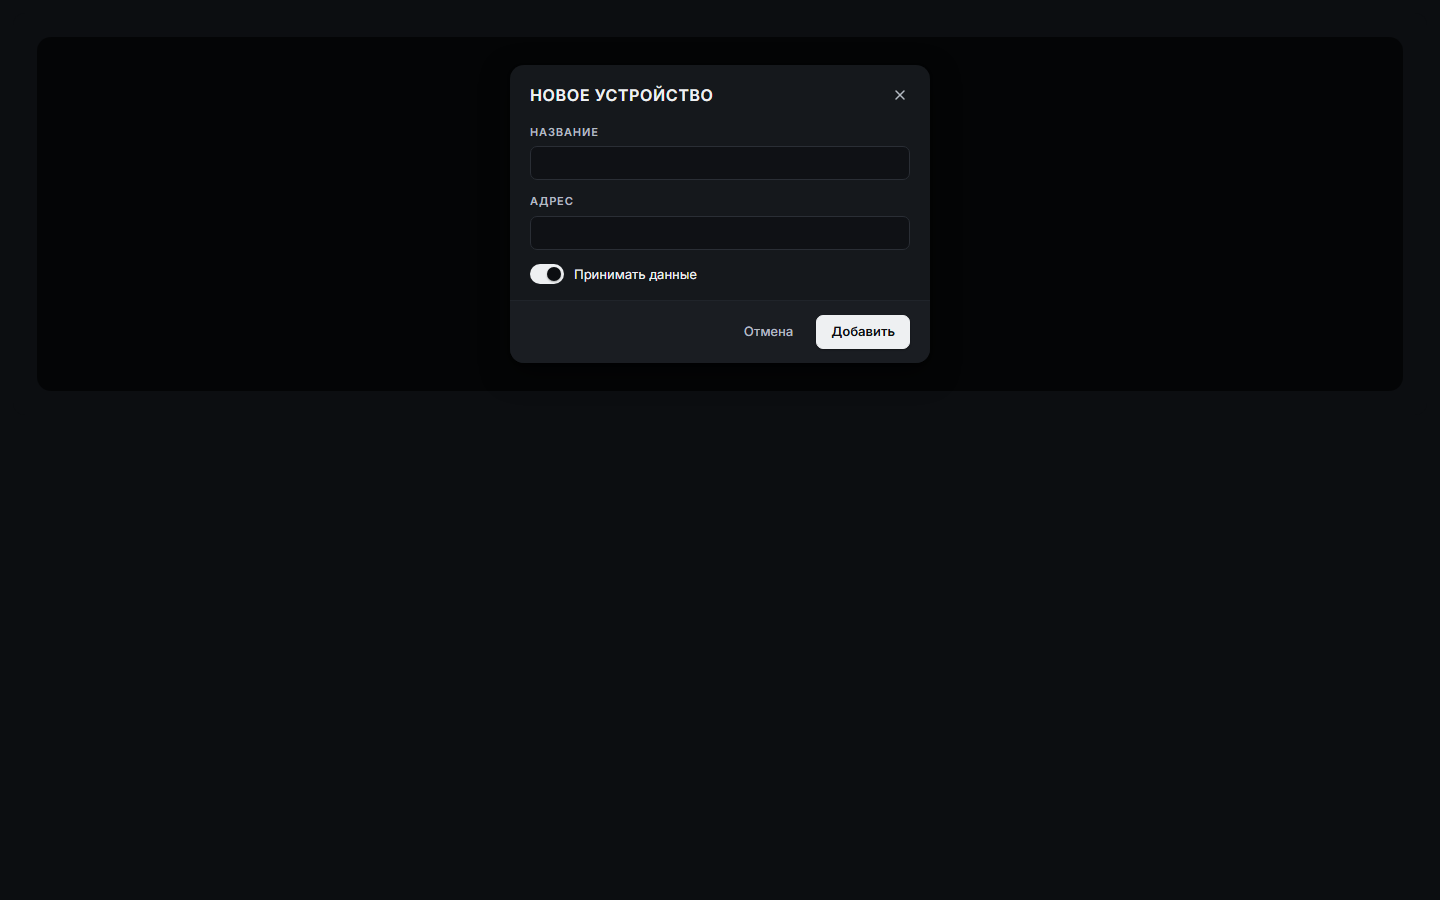 НОВОЕ УСТРОЙСТВО
НАЗВАНИЕ
АДРЕС
Принимать данные
Отмена
Добавить